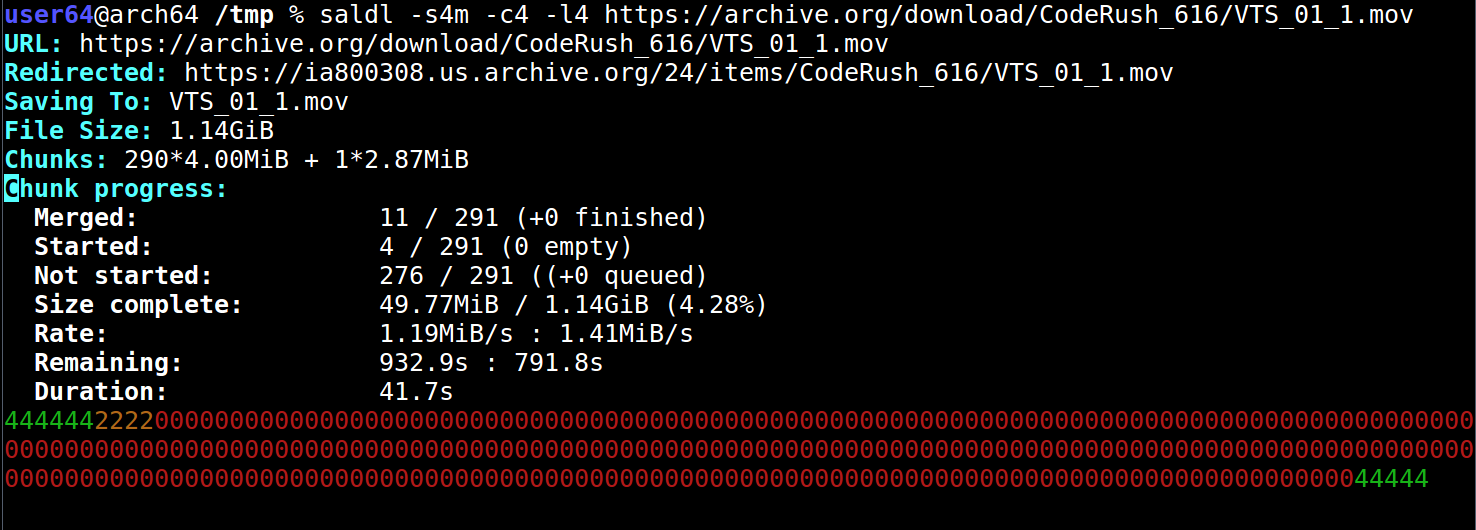 user64@arch64 /tmp % saldl -s4m -c4 -l4 https://archive.org/download/CodeRush_616/VTS_01_1.mov
URL: https://archive.org/download/CodeRush_616/VTS_01_1.mov
Redirected: https://ia800308.us.archive.org/24/items/CodeRush_616/VTS_01_1.mov
Saving To: VTS_01_1.mov
File Size: 1.14GiB
Chunks: 290*4.00MiB + 1*2.87MiB
Chunk progress:
Merged: 11 / 291 (+0 finished)
Started: 4 / 291 (0 empty)
Not started: 276 / 291 ((+0 queued)
Size complete: 49.77MiB / 1.14GiB (4.28%)
Rate: 1.19MiB/s : 1.41MiB/s
Remaining: 932.9s : 791.8s
Duration: 41.7s
44444422220000000000000000000000000000000000000000000000000000000000000000000000000000000000000000
00000000000000000000000000000000000000000000000000000000000000000000000000000000000000000000000000
00000000000000000000000000000000000000000000000000000000000000000000000000000000000000000044444